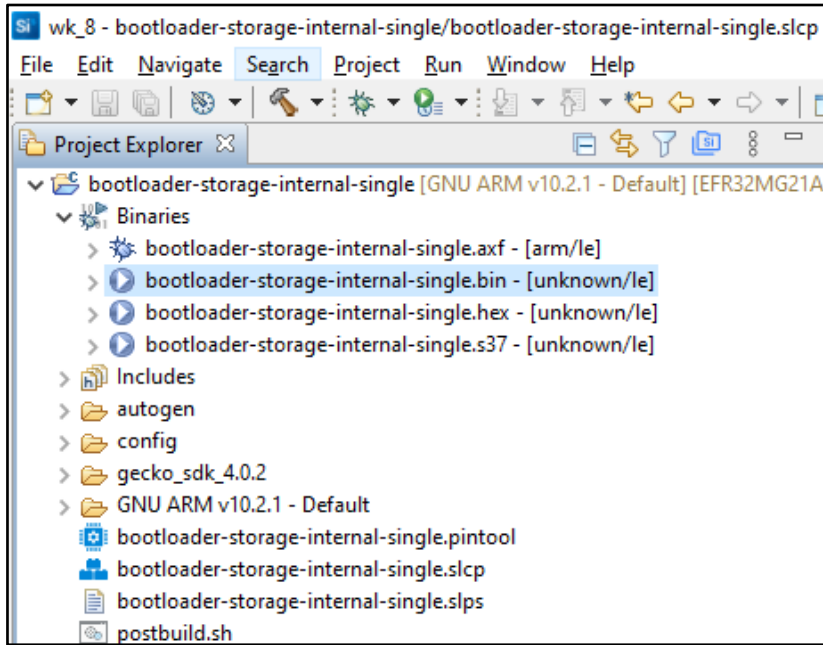 Si wk_8 - bootloader-storage-internal-single/bootloader-storage-internal-single.slcp
File Edit Navigate Search Project Run Window Help
Project Explorer
bootloader-storage-internal-single [GNU ARM v10.2.1 - Default] [EFR32MG21A
Binaries
bootloader-storage-internal-single.axf - [arm/le]
bootloader-storage-internal-single.bin - [unknown/le]
bootloader-storage-internal-single.hex - [unknown/le]
bootloader-storage-internal-single.s37 - [unknown/le]
Includes
autogen
config
gecko_sdk_4.0.2
GNU ARM v10.2.1 - Default
bootloader-storage-internal-single.pintool
bootloader-storage-internal-single.slcp
bootloader-storage-internal-single.slps
postbuild.sh